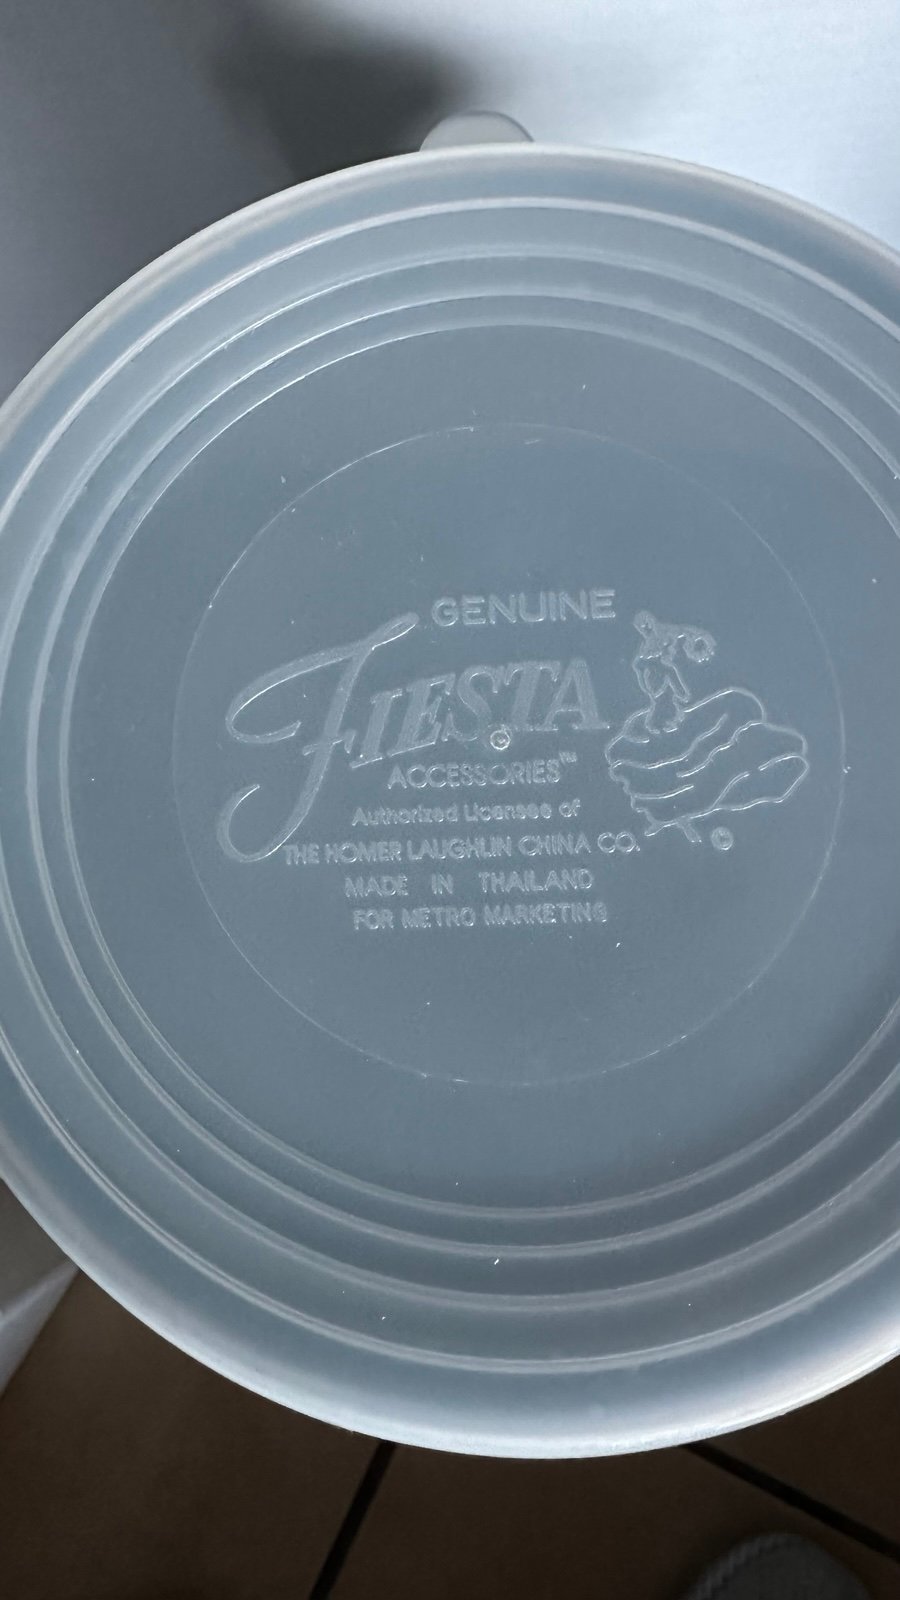 GENUINE
FIESTA
©
ACCESSORIES™
Authorized Licensee of
THE HOMER LAUGHLIN CHINA CO.
©
MADE IN THAILAND
FOR METRO MARKETING